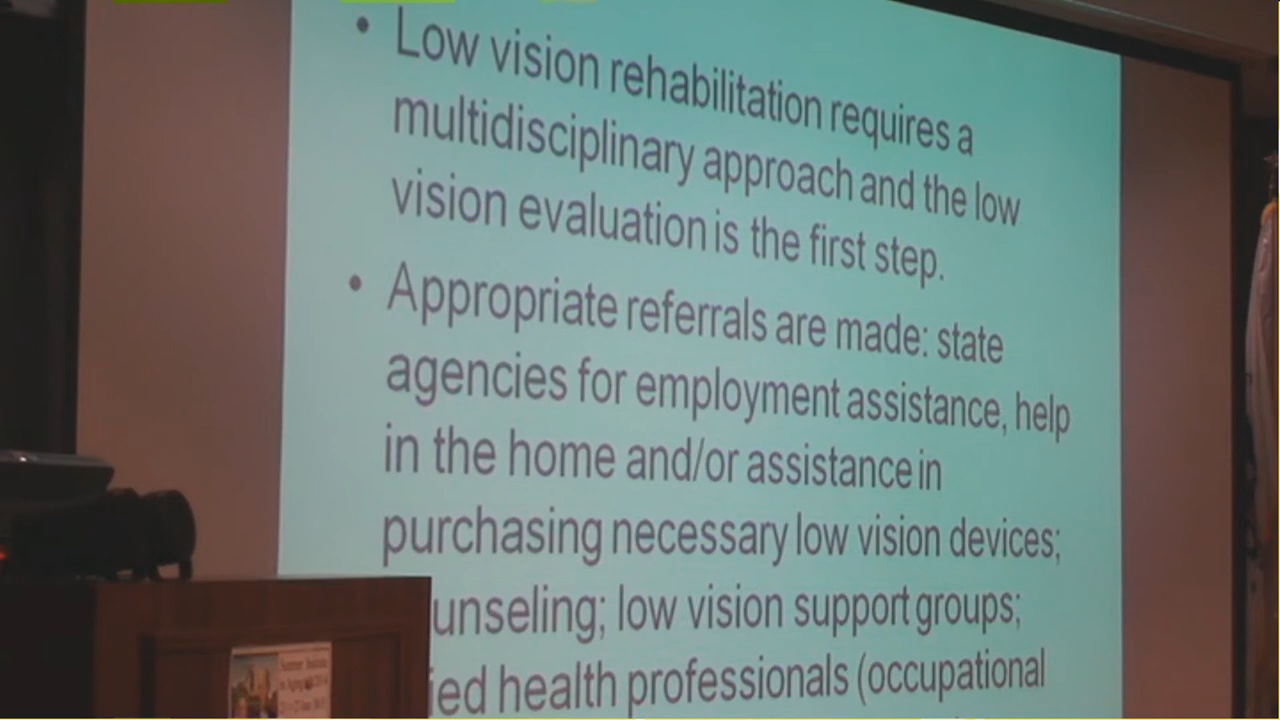 • Low vision rehabilitation requires a
multidisciplinary approach and the low
vision evaluation is the first step.
• Appropriate referrals are made: state
agencies for employment assistance, help
in the home and/or assistance in
purchasing necessary low vision devices;
unseling; low vision support groups;
ied health professionals (occupational
Summer Institute